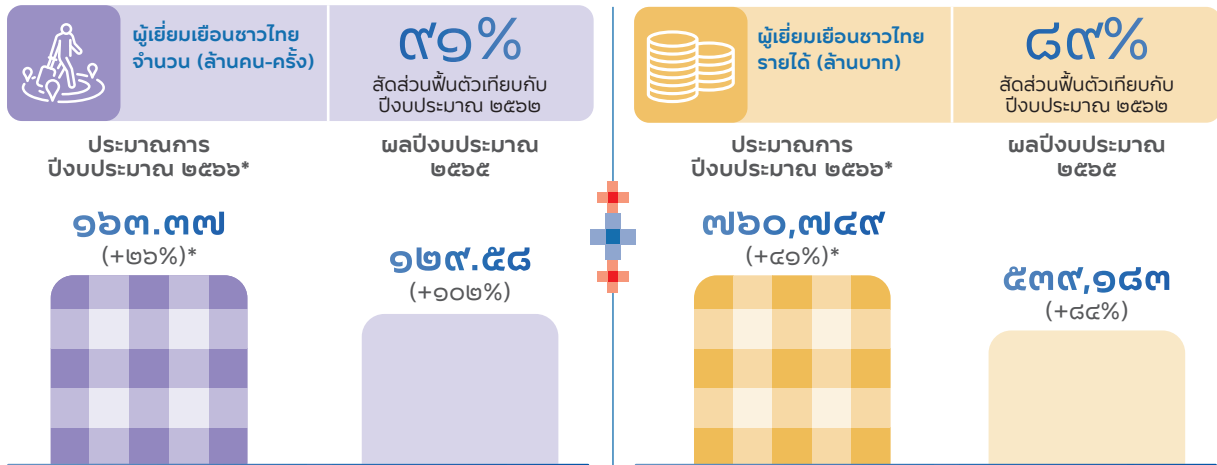 ผู้เยี่ยมเยือนชาวไทย
จำนวน (ล้านคน-ครั้ง)
๙๑%
สัดส่วนฟื้นตัวเทียบกับ
ปีงบประมาณ ๒๕๖๒
ประมาณการ
ปีงบประมาณ ๒๕๖๖*
ผลปีงบประมาณ
๒๕๖๕
๑๖๓.๓๗
(+๒๖%)*
๑๒๙.๕๘
(+๑๐๒%)
ผู้เยี่ยมเยือนชาวไทย
รายได้ (ล้านบาท)
๘๙%
สัดส่วนฟื้นตัวเทียบกับ
ปีงบประมาณ ๒๕๖๒
ประมาณการ
ปีงบประมาณ ๒๕๖๖*
ผลปีงบประมาณ
๒๕๖๕
๗๖๐,๗๔๙
(+๔๑%)*
๕๓๙,๑๘๓
(+๘๔%)